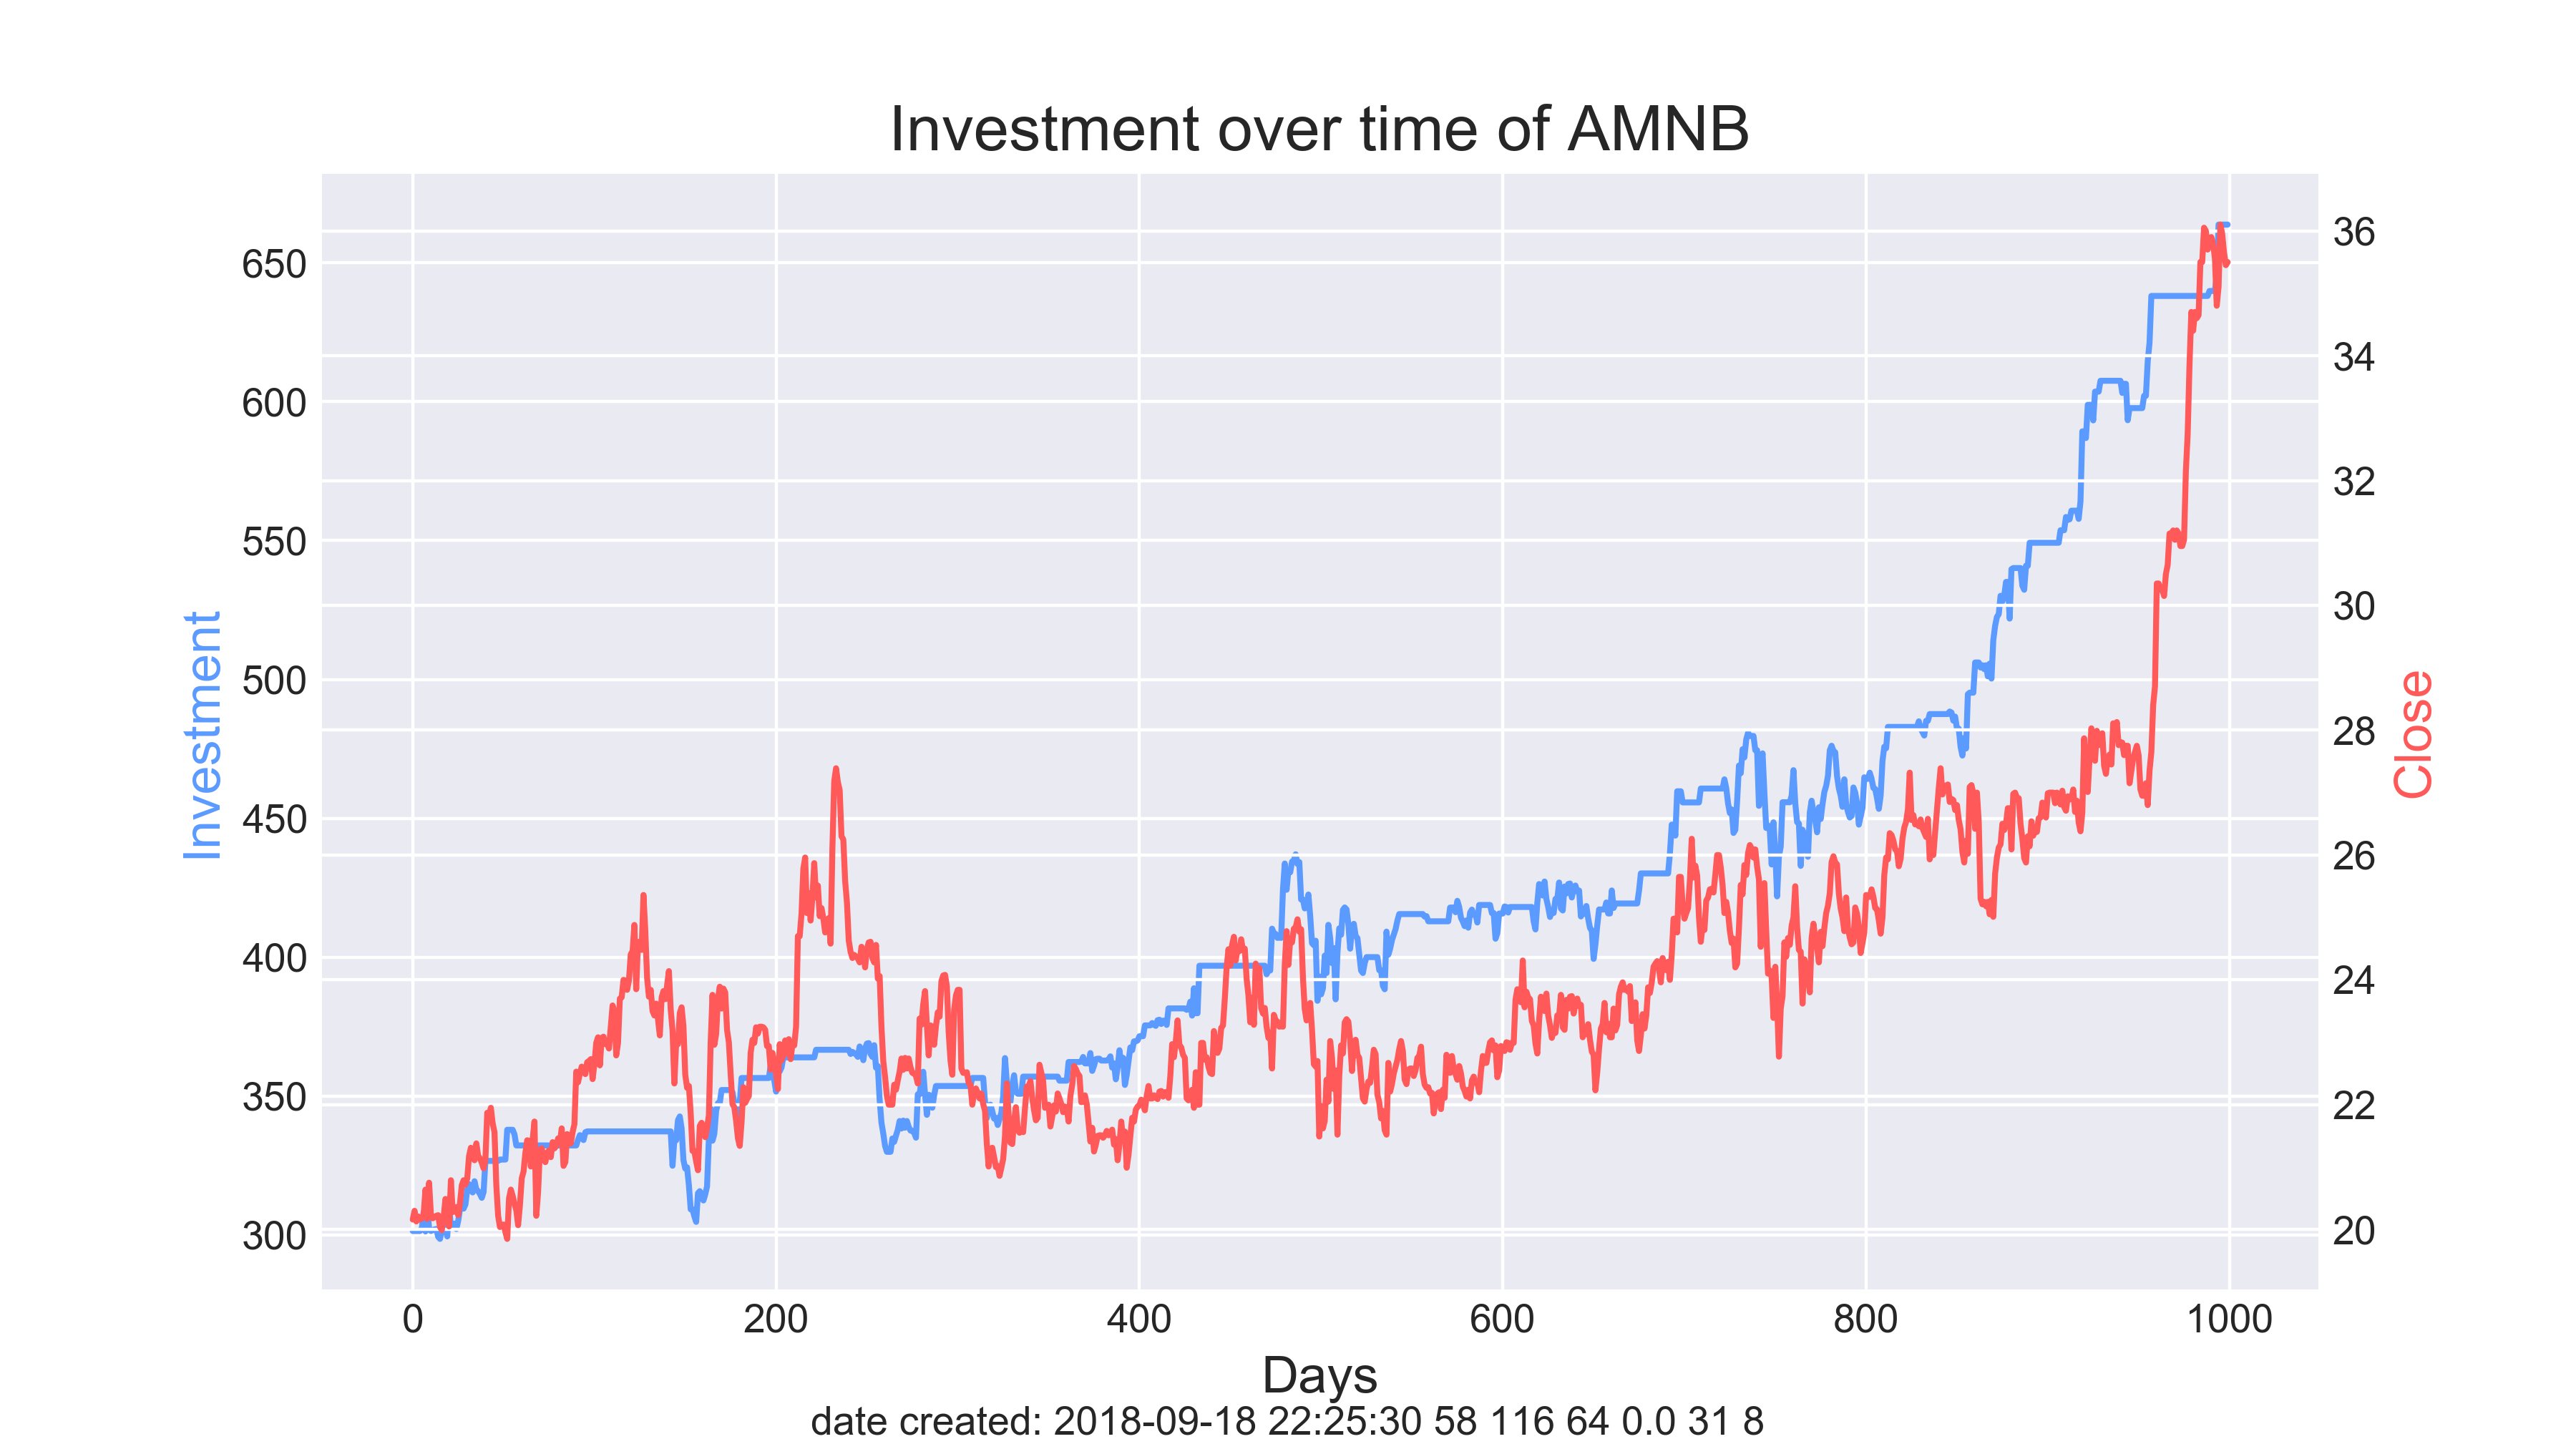 Investment over time of AMNB
650
600
550
500
450
400
350
300
Investment
36
34
32
30
28
26
24
22
20
Close
0 200 400 600 800 1000
Days
date created: 2018-09-18 22:25:30 58 116 64 0.0 31 8